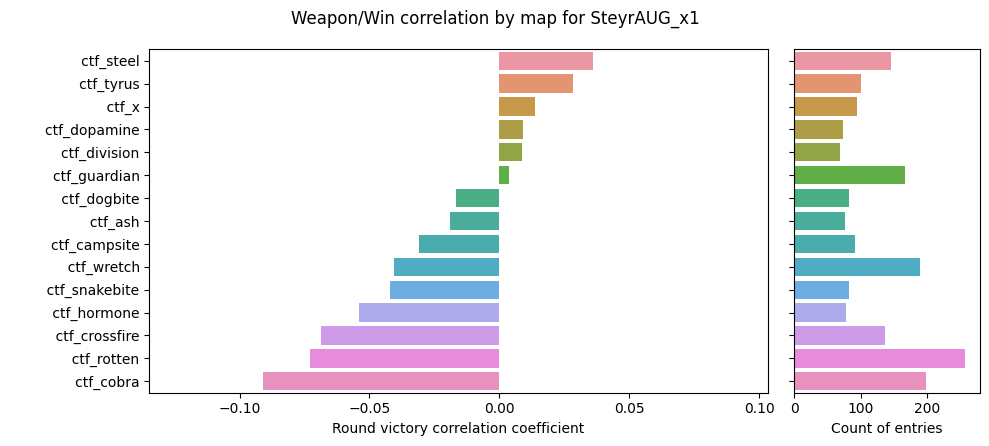 Weapon/Win correlation by map for SteyrAUG_x1
ctf_steel
ctf_tyrus
ctf_x
ctf_dopamine
ctf_division
ctf_guardian
ctf_dogbite
ctf_ash
ctf_campsite
ctf_wretch
ctf_snakebite
ctf_hormone
ctf_crossfire
ctf_rotten
ctf_cobra
−0.10 −0.05 0.00 0.05 0.10
Round victory correlation coefficient
0 100 200
Count of entries